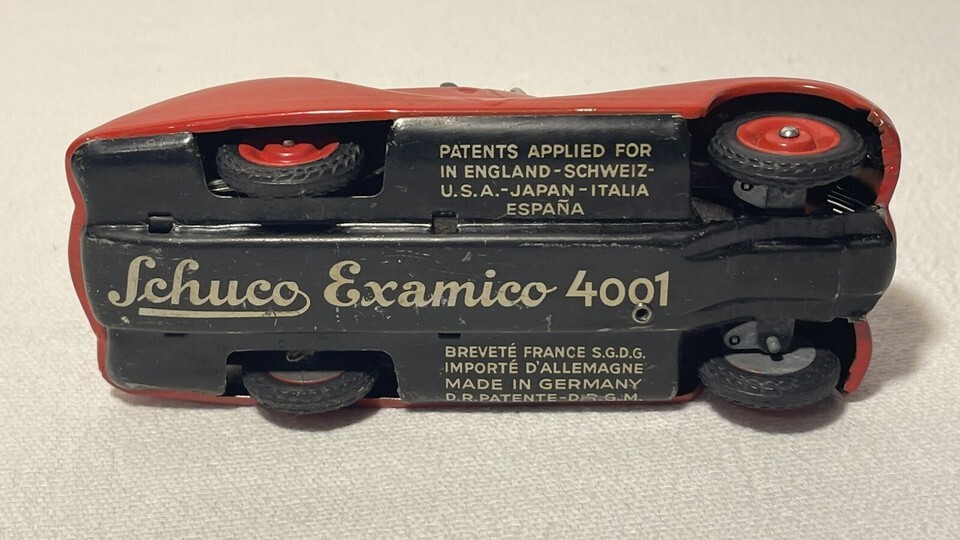 PATENTS APPLIED FOR
IN ENGLAND-SCHWEIZ-
U.S.A.-JAPAN-ITALIA
ESPAÑA
Schuco Examico 4001
BREVETÉ FRANCE S.G.D.G.
IMPORTÉ D'ALLEMAGNE
MADE IN GERMANY
D.R.PATENTE-D.R.G.M.